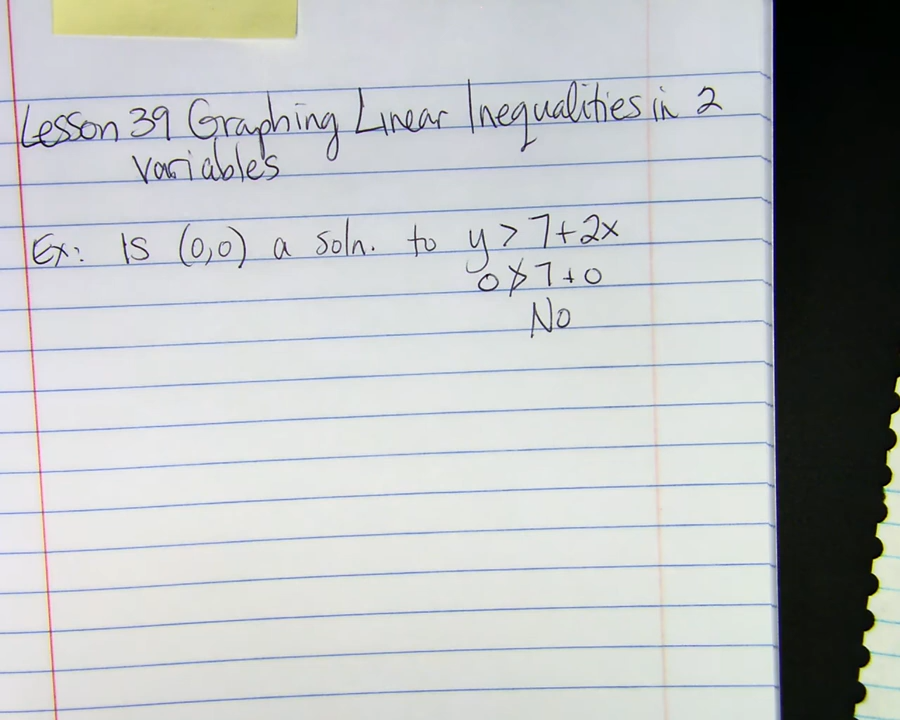 Lesson 39 Graphing Linear Inequalities in 2
variables
Ex: Is (0,0) a soln. to y > 7+2x
0 ≯ 7+0
No